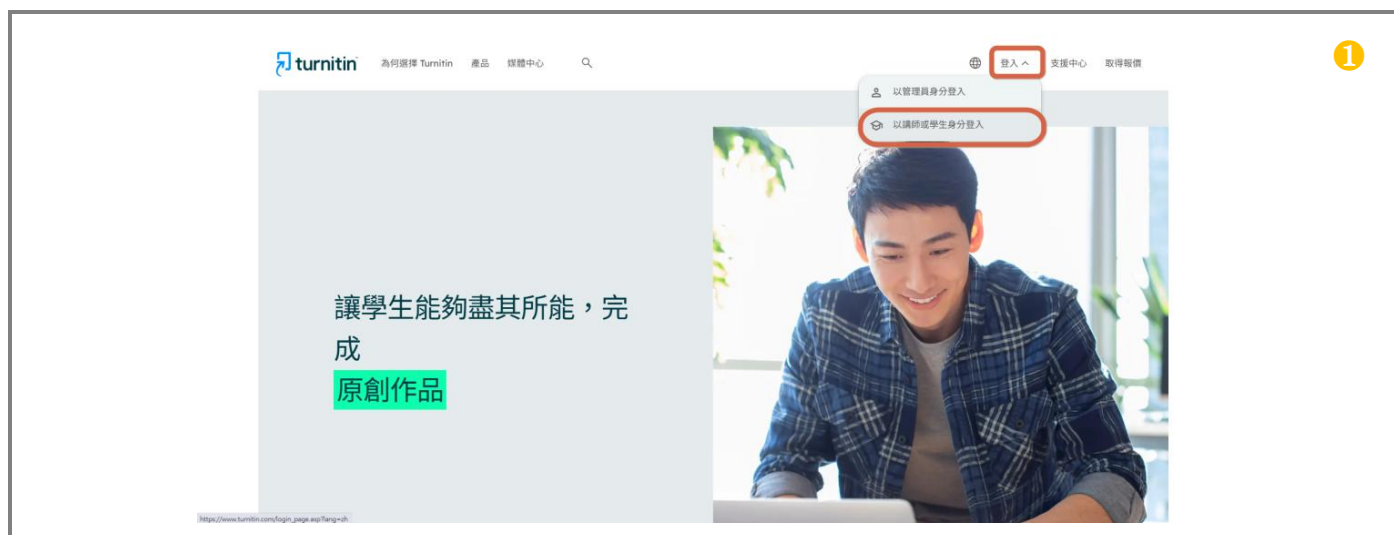 turnitin 為何選擇 Turnitin 產品 媒體中心 登入 支援中心 取得報價
❶
以管理員身分登入
以講師或學生身分登入
讓學生能夠盡其所能，完
成
原創作品
https://www.turnitin.com/login_page.asp?lang=zh